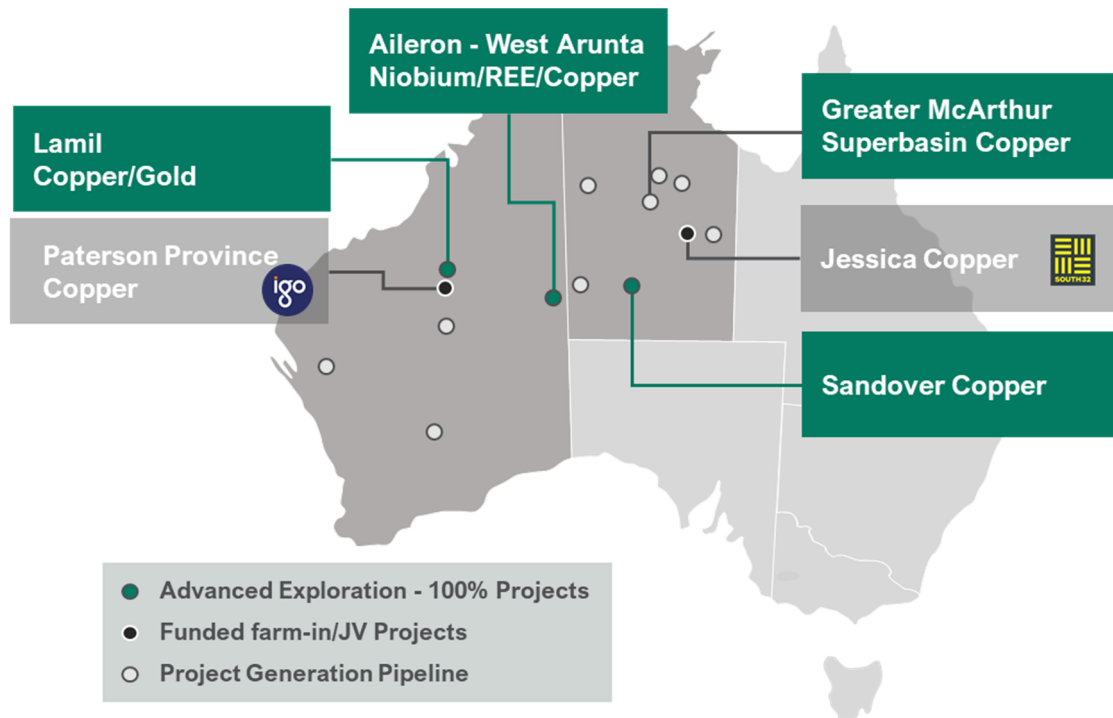 Aileron - West Arunta
Niobium/REE/Copper
Lamil
Copper/Gold
Paterson Province
Copper
igo
Greater McArthur
Superbasin Copper
Jessica Copper
SOUTH32
Sandover Copper
Advanced Exploration - 100% Projects
Funded farm-in/JV Projects
Project Generation Pipeline